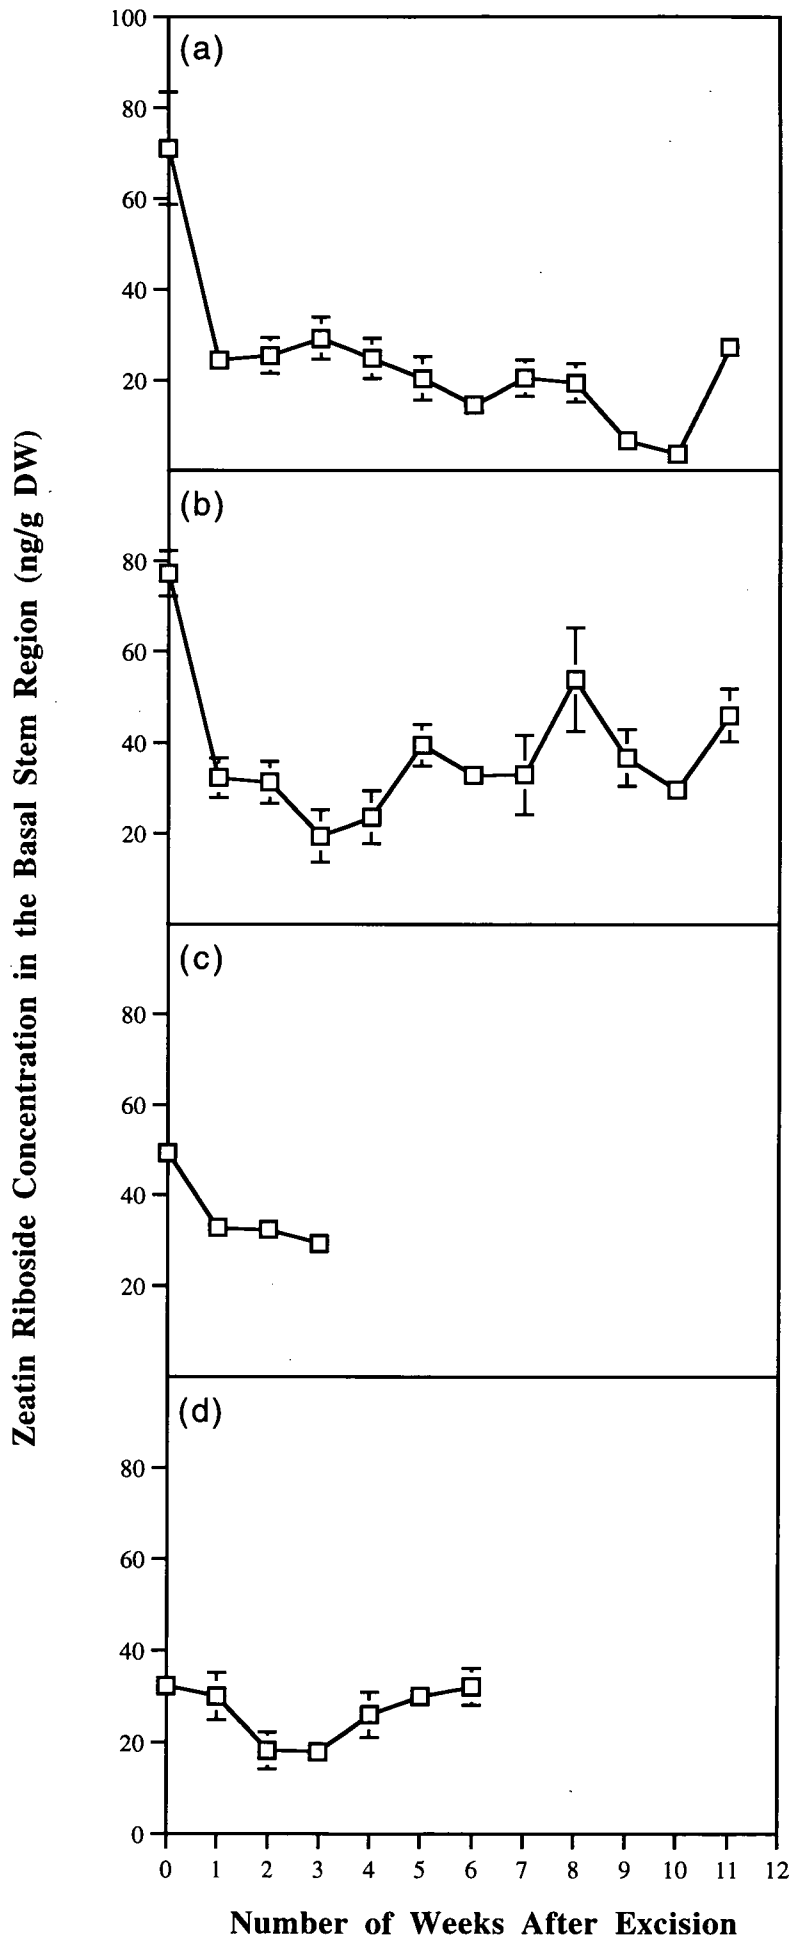 Zeatin Riboside Concentration in the Basal Stem Region (ng/g DW)
100
(a)
80
60
40
20
(b)
80
60
40
20
(c)
80
60
40
20
(d)
80
60
40
20
0
0 1 2 3 4 5 6 7 8 9 10 11 12
Number of Weeks After Excision